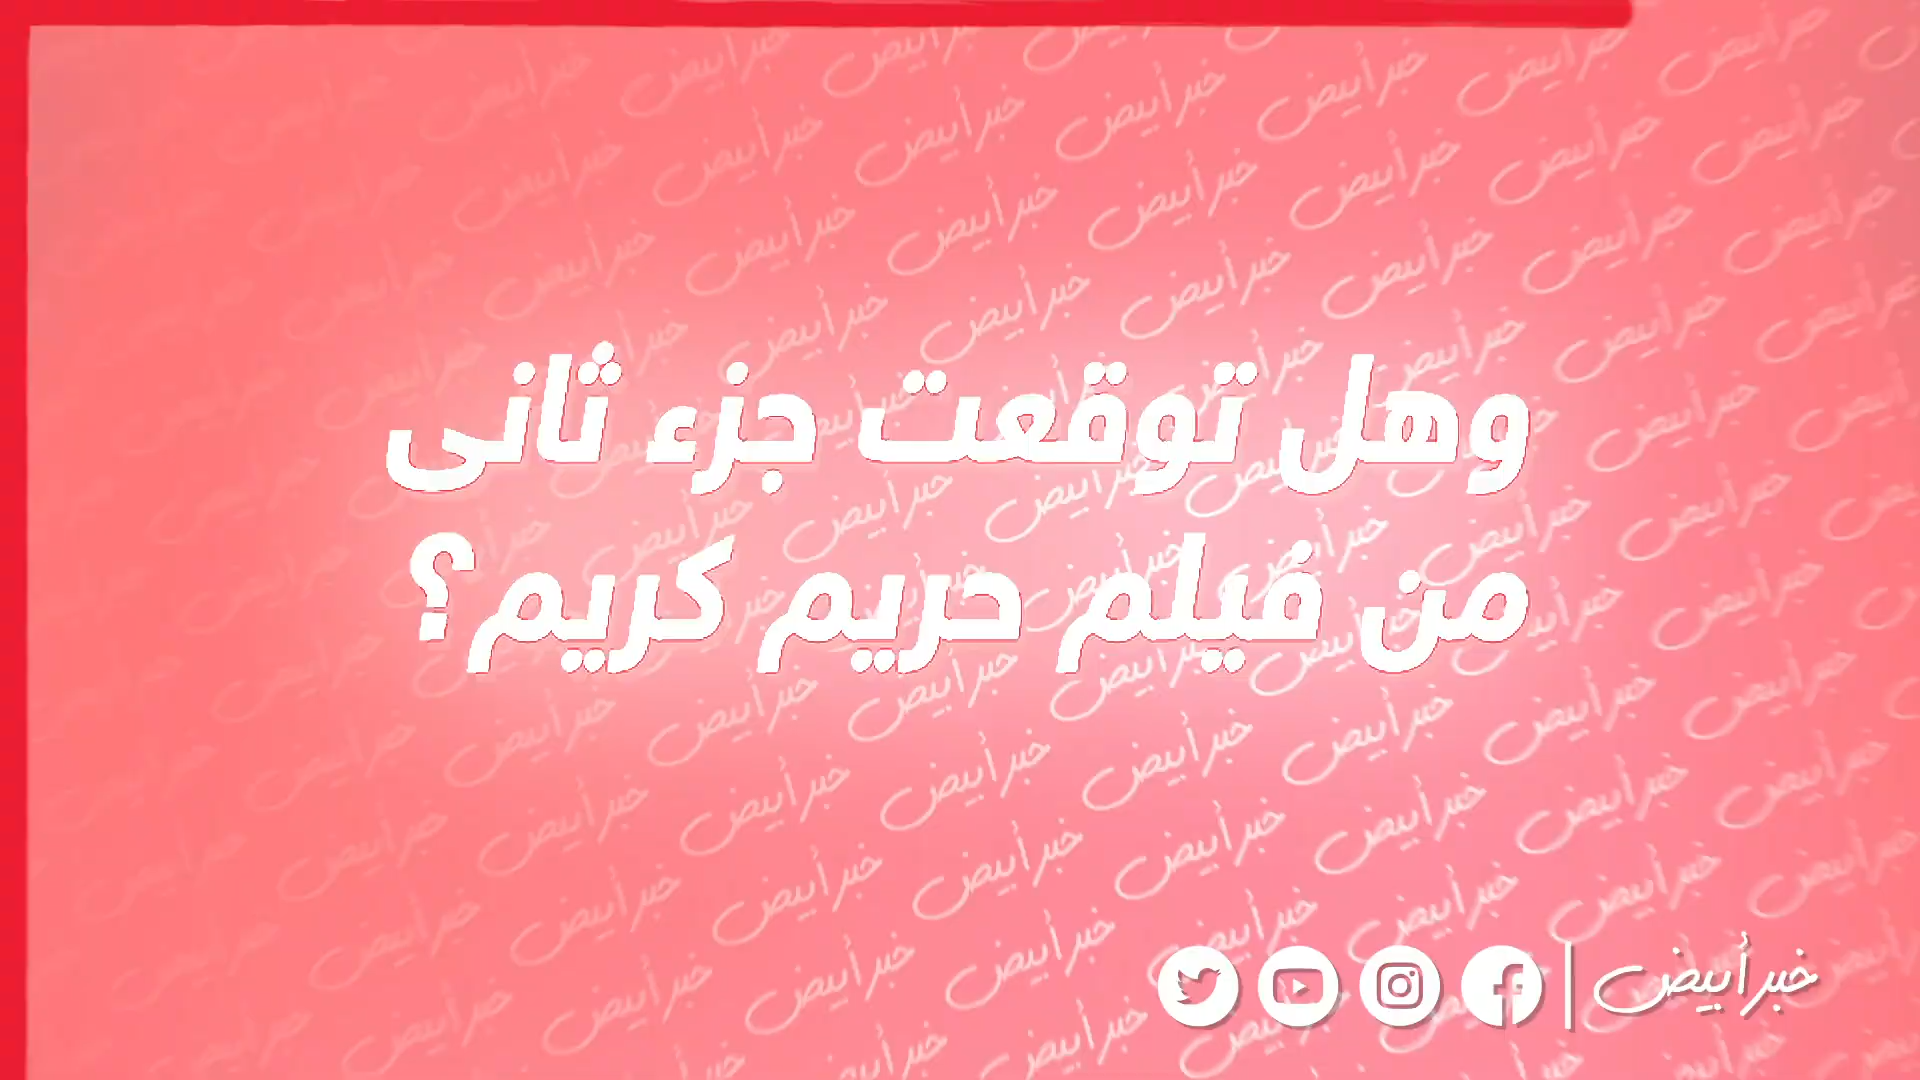 وهل توقعت جزء ثانى
من فيلم حريم كريم؟
خبر أبيض